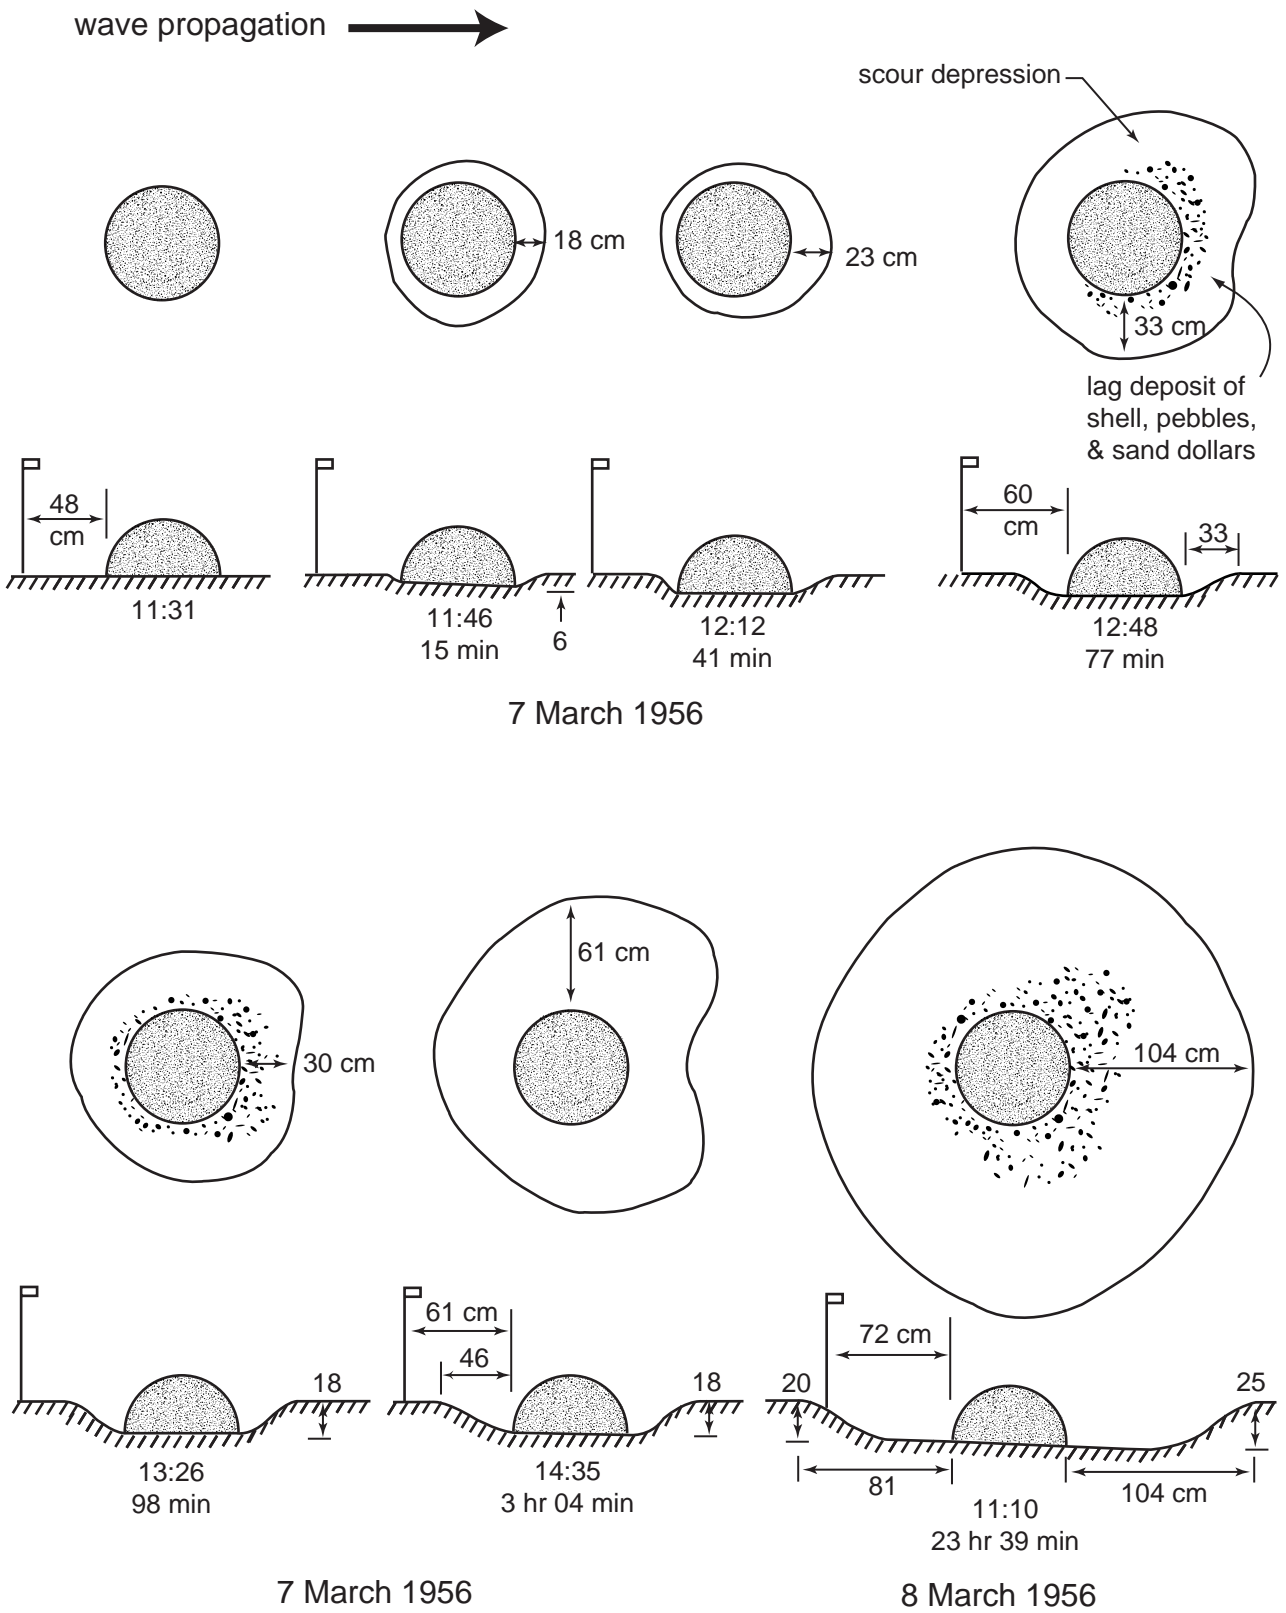 wave propagation
scour depression
18 cm
23 cm
33 cm
lag deposit of
shell, pebbles,
& sand dollars
48
cm
60
cm
33
11:31
11:46
15 min
6
12:12
41 min
12:48
77 min
7 March 1956
61 cm
30 cm
104 cm
18
61 cm
46
18
72 cm
20
25
13:26
98 min
14:35
3 hr 04 min
81
104 cm
11:10
23 hr 39 min
7 March 1956
8 March 1956